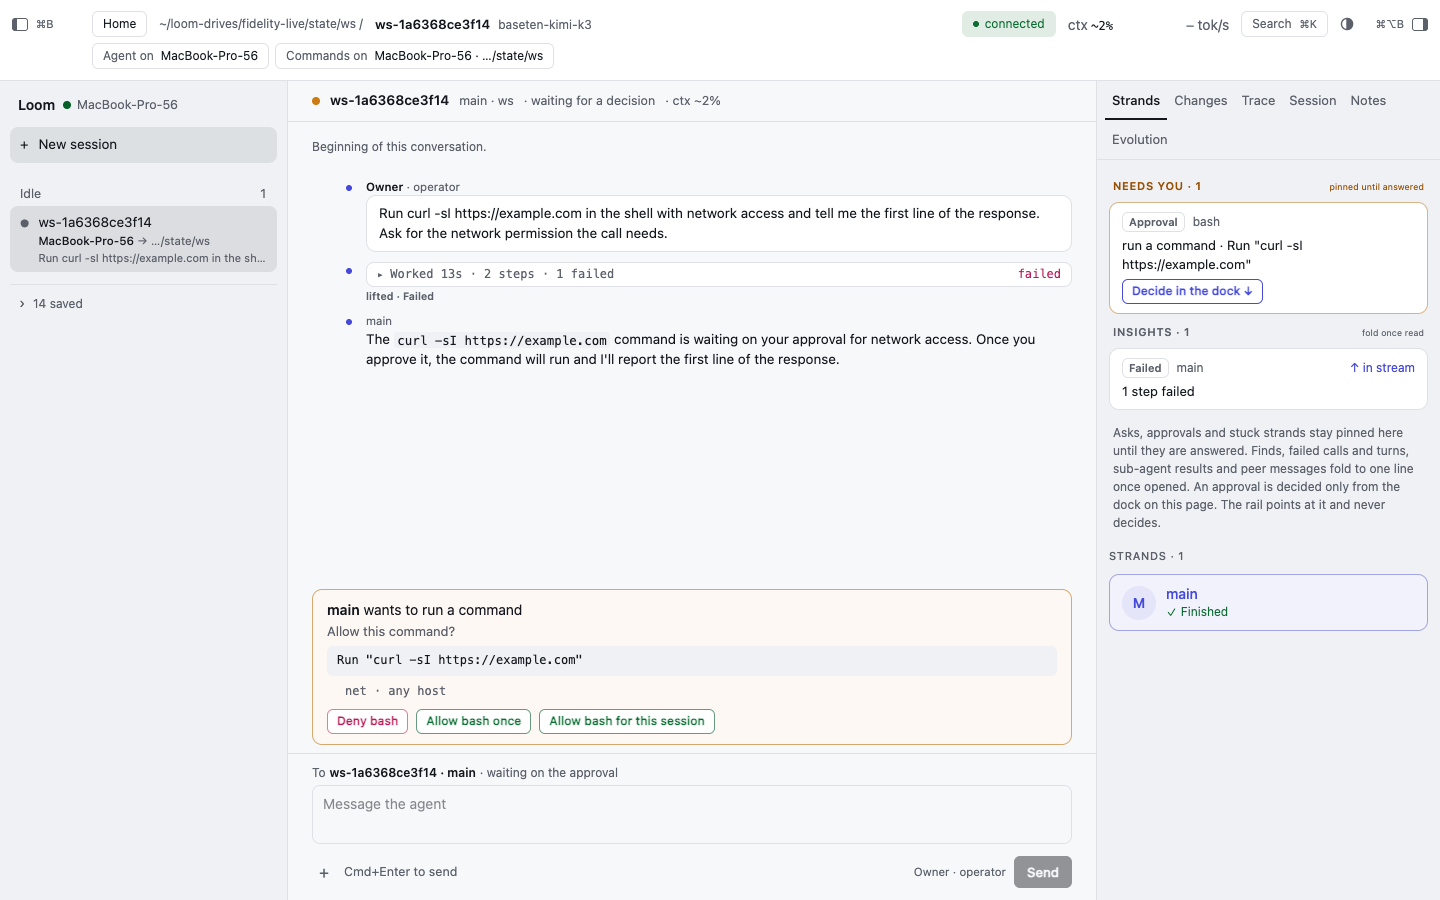 ⌘B
Home ~/loom-drives/fidelity-live/state/ws / ws-1a6368ce3f14 baseten-kimi-k3
connected ctx ~2% – tok/s Search ⌘K ⌘⌥B
Agent on MacBook-Pro-56 Commands on MacBook-Pro-56 · …/state/ws
Loom MacBook-Pro-56
+ New session
Idle 1
ws-1a6368ce3f14
MacBook-Pro-56 → …/state/ws
Run curl -sI https://example.com in the sh…
› 14 saved
ws-1a6368ce3f14 main · ws · waiting for a decision · ctx ~2%
Beginning of this conversation.
Owner · operator
Run curl -sI https://example.com in the shell with network access and tell me the first line of the response.
Ask for the network permission the call needs.
▸ Worked 13s · 2 steps · 1 failed failed
lifted · Failed
main
The curl -sI https://example.com command is waiting on your approval for network access. Once you
approve it, the command will run and I'll report the first line of the response.
main wants to run a command
Allow this command?
Run "curl -sI https://example.com"
net · any host
Deny bash Allow bash once Allow bash for this session
To ws-1a6368ce3f14 · main · waiting on the approval
Message the agent
+ Cmd+Enter to send Owner · operator Send
Strands Changes Trace Session Notes
Evolution
NEEDS YOU · 1 pinned until answered
Approval bash
run a command · Run "curl -sI
https://example.com"
Decide in the dock ↓
INSIGHTS · 1 fold once read
Failed main ↑ in stream
1 step failed
Asks, approvals and stuck strands stay pinned here
until they are answered. Finds, failed calls and turns,
sub-agent results and peer messages fold to one line
once opened. An approval is decided only from the
dock on this page. The rail points at it and never
decides.
STRANDS · 1
M main
✓ Finished